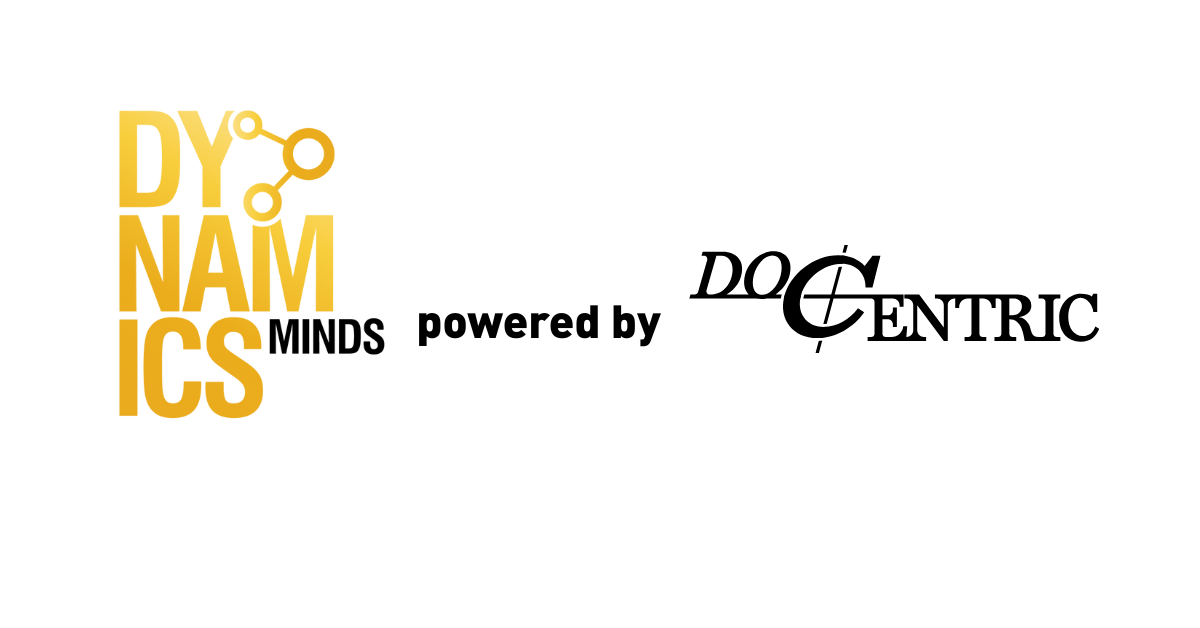 DY
NAM
ICS MINDS
powered by
DOCENTRIC